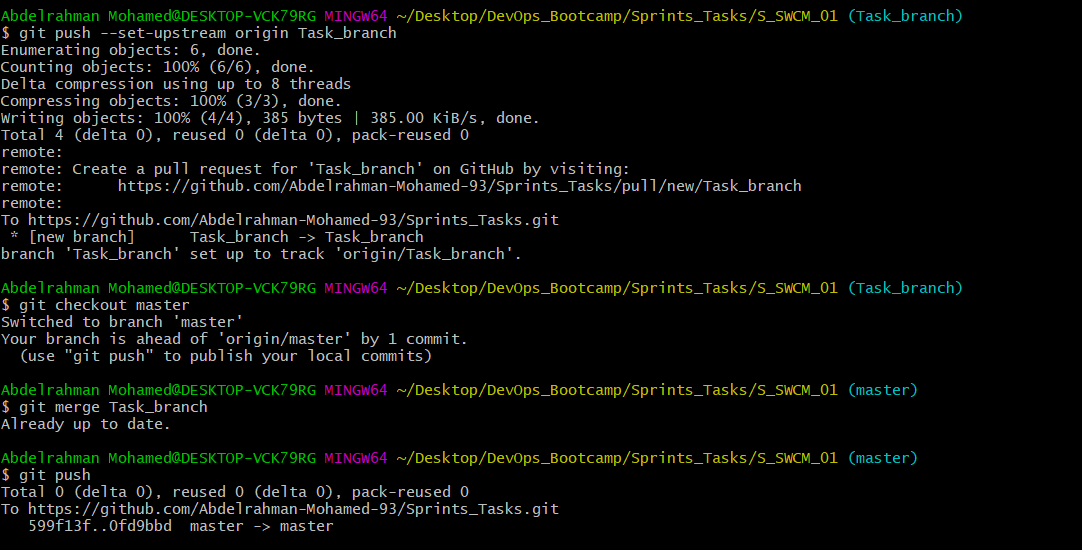 Abdelrahman Mohamed@DESKTOP-VCK79RG MINGW64 ~/Desktop/DevOps_Bootcamp/Sprints_Tasks/S_SWCM_01 (Task_branch)
$ git push --set-upstream origin Task_branch
Enumerating objects: 6, done.
Counting objects: 100% (6/6), done.
Delta compression using up to 8 threads
Compressing objects: 100% (3/3), done.
Writing objects: 100% (4/4), 385 bytes | 385.00 KiB/s, done.
Total 4 (delta 0), reused 0 (delta 0), pack-reused 0
remote:
remote: Create a pull request for 'Task_branch' on GitHub by visiting:
remote:      https://github.com/Abdelrahman-Mohamed-93/Sprints_Tasks/pull/new/Task_branch
remote:
To https://github.com/Abdelrahman-Mohamed-93/Sprints_Tasks.git
 * [new branch]      Task_branch -> Task_branch
branch 'Task_branch' set up to track 'origin/Task_branch'.

Abdelrahman Mohamed@DESKTOP-VCK79RG MINGW64 ~/Desktop/DevOps_Bootcamp/Sprints_Tasks/S_SWCM_01 (Task_branch)
$ git checkout master
Switched to branch 'master'
Your branch is ahead of 'origin/master' by 1 commit.
  (use "git push" to publish your local commits)

Abdelrahman Mohamed@DESKTOP-VCK79RG MINGW64 ~/Desktop/DevOps_Bootcamp/Sprints_Tasks/S_SWCM_01 (master)
$ git merge Task_branch
Already up to date.

Abdelrahman Mohamed@DESKTOP-VCK79RG MINGW64 ~/Desktop/DevOps_Bootcamp/Sprints_Tasks/S_SWCM_01 (master)
$ git push
Total 0 (delta 0), reused 0 (delta 0), pack-reused 0
To https://github.com/Abdelrahman-Mohamed-93/Sprints_Tasks.git
   599f13f..0fd9bbd  master -> master